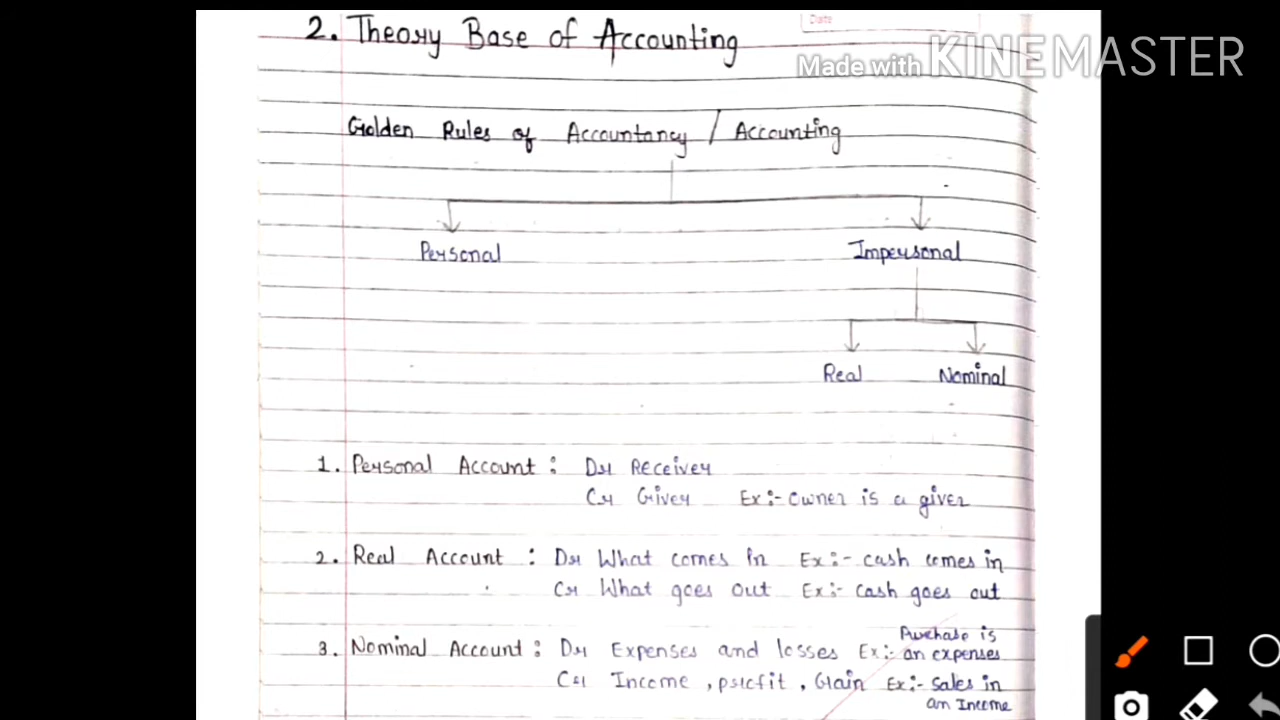 Date
2. Theory Base of Accounting
Made with KINEMASTER
Golden Rules of Accountancy / Accounting
Personal Impersonal
Real Nominal
1. Personal Account : Dr Receiver
Cr Giver Ex:- owner is a giver
2. Real Account : Dr What comes in Ex:- cash comes in
Cr What goes out Ex:- cash goes out
3. Nominal Account : Dr Expenses and losses Ex:- Purchase is an expenses
Cr Income, profit, Gain Ex:- Sales in an Income